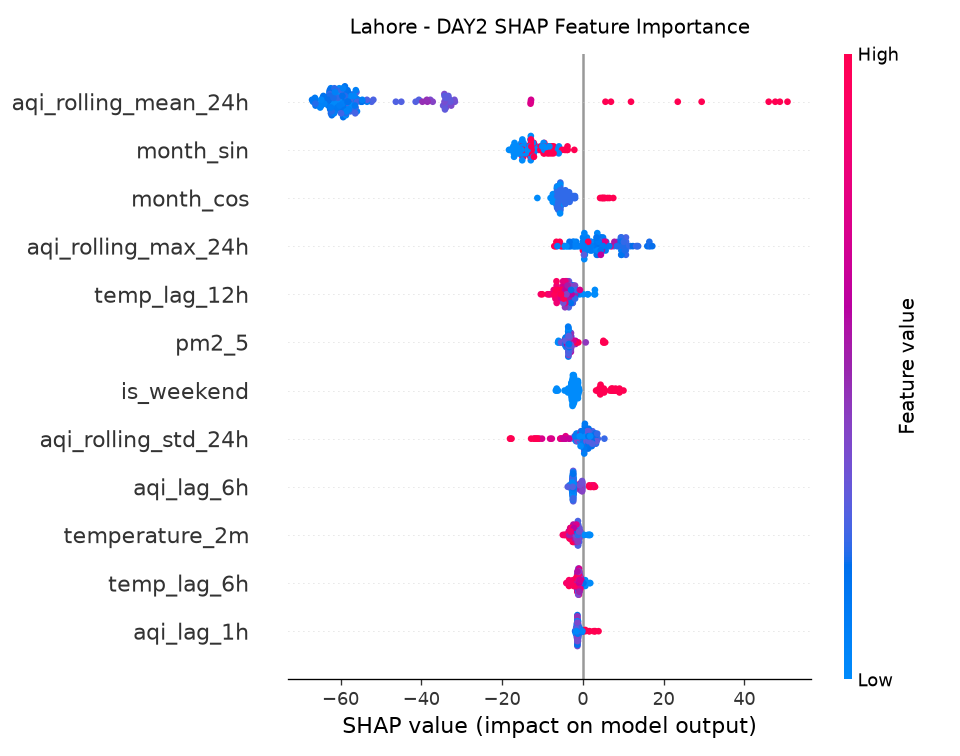 Lahore - DAY2 SHAP Feature Importance
High
aqi_rolling_mean_24h
month_sin
month_cos
aqi_rolling_max_24h
temp_lag_12h
pm2_5
is_weekend
aqi_rolling_std_24h
aqi_lag_6h
temperature_2m
temp_lag_6h
aqi_lag_1h
Feature value
Low
−60 −40 −20 0 20 40
SHAP value (impact on model output)